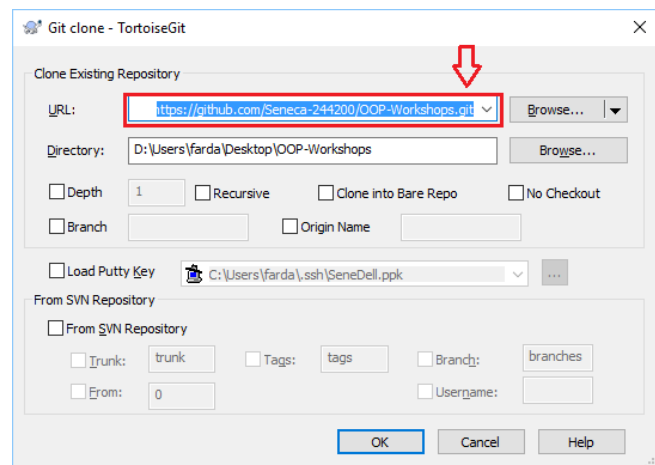 Git clone - TortoiseGit
Clone Existing Repository
URL: https://github.com/Seneca-244200/OOP-Workshops.git Browse...
Directory: D:\Users\farda\Desktop\OOP-Workshops Browse...
Depth 1 Recursive Clone into Bare Repo No Checkout
Branch Origin Name
Load Putty Key C:\Users\farda\.ssh\SeneDell.ppk ...
From SVN Repository
From SVN Repository
Trunk: trunk Tags: tags Branch: branches
From: 0 Username:
OK Cancel Help